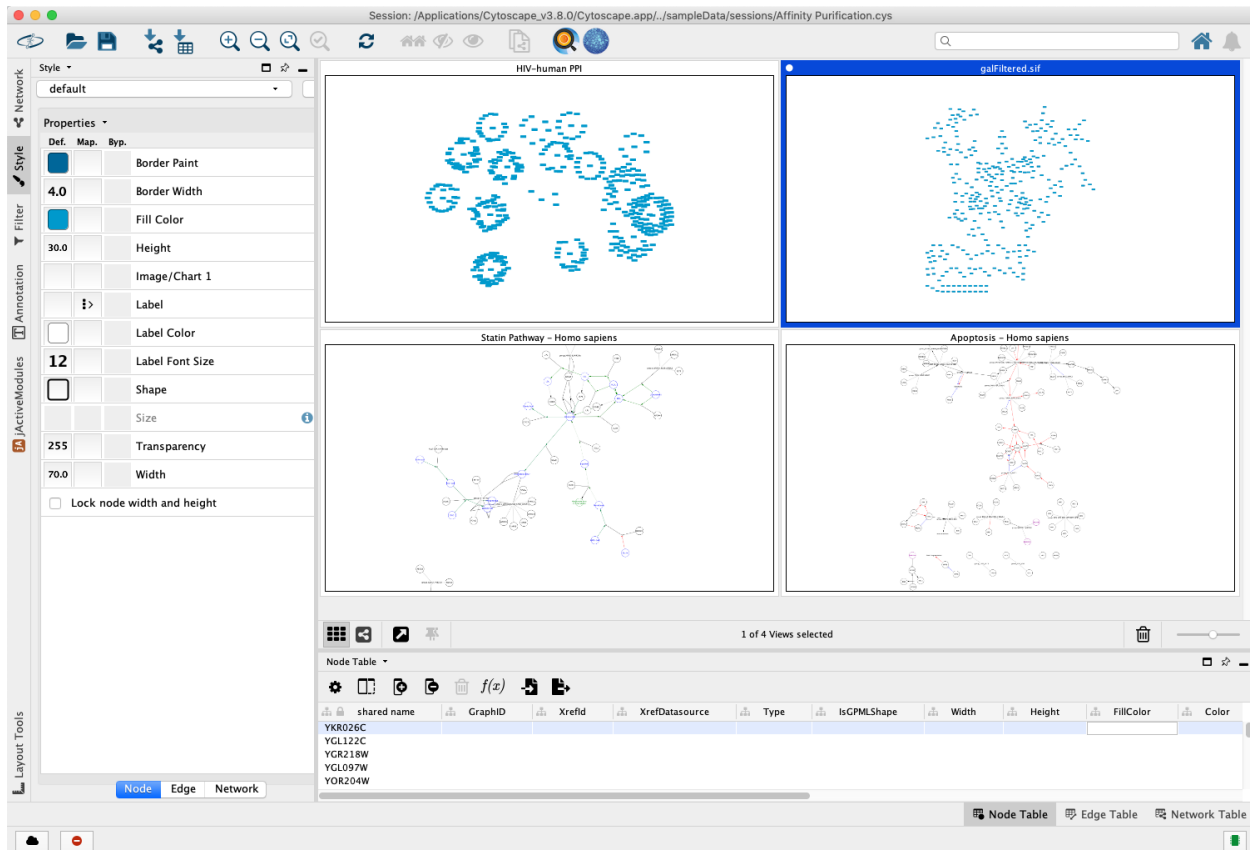 Session: /Applications/Cytoscape_v3.8.0/Cytoscape.app/../sampleData/sessions/Affinity Purification.cys
Network
Style
Filter
Annotation
jA jActiveModules
Layout Tools
Style
default
Properties
Def. Map. Byp.
Border Paint
4.0 Border Width
Fill Color
30.0 Height
Image/Chart 1
Label
Label Color
12 Label Font Size
Shape
Size
255 Transparency
70.0 Width
Lock node width and height
Node Edge Network
HIV-human PPI
galFiltered.sif
Statin Pathway - Homo sapiens
Apoptosis - Homo sapiens
1 of 4 Views selected
Node Table
f(x)
shared name GraphID XrefId XrefDatasource Type IsGPMLShape Width Height FillColor Color
YKR026C
YGL122C
YGR218W
YGL097W
YOR204W
Node Table Edge Table Network Table